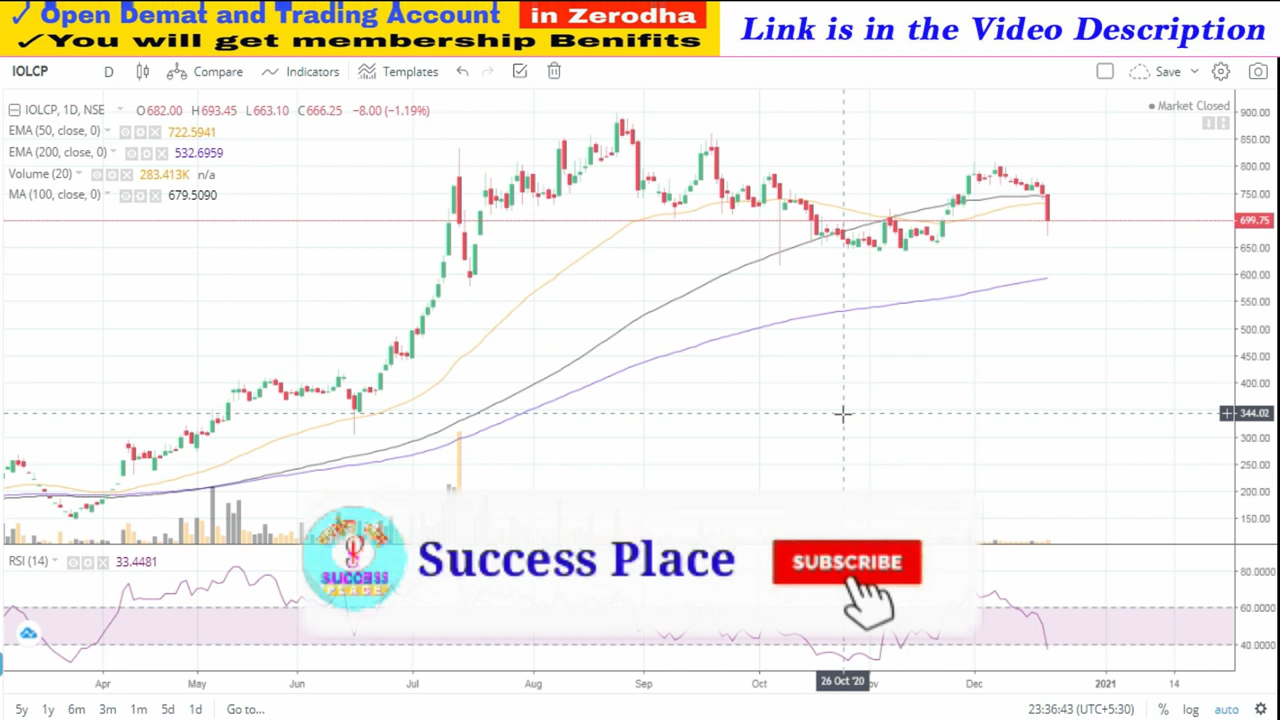 ✓ Open Demat and Trading Account in Zerodha
✓You will get membership Benifits
Link is in the Video Description
IOLCP D Compare Indicators Templates Save
IOLCP, 1D, NSE O682.00 H693.45 L663.10 C666.25 −8.00 (−1.19%)
Market Closed
EMA (50, close, 0) 722.5941
EMA (200, close, 0) 532.6959
Volume (20) 283.413K n/a
MA (100, close, 0) 679.5090
900.00
850.00
800.00
750.00
699.75
650.00
600.00
550.00
500.00
450.00
400.00
344.02
300.00
250.00
200.00
150.00
RSI (14) 33.4481
SUCCESS
PLACE
Success Place
SUBSCRIBE
80.0000
60.0000
40.0000
Apr May Jun Jul Aug Sep Oct 26 Oct '20 ov Dec 2021 14
5y 1y 6m 3m 1m 5d 1d Go to... 23:36:43 (UTC+5:30) % log auto